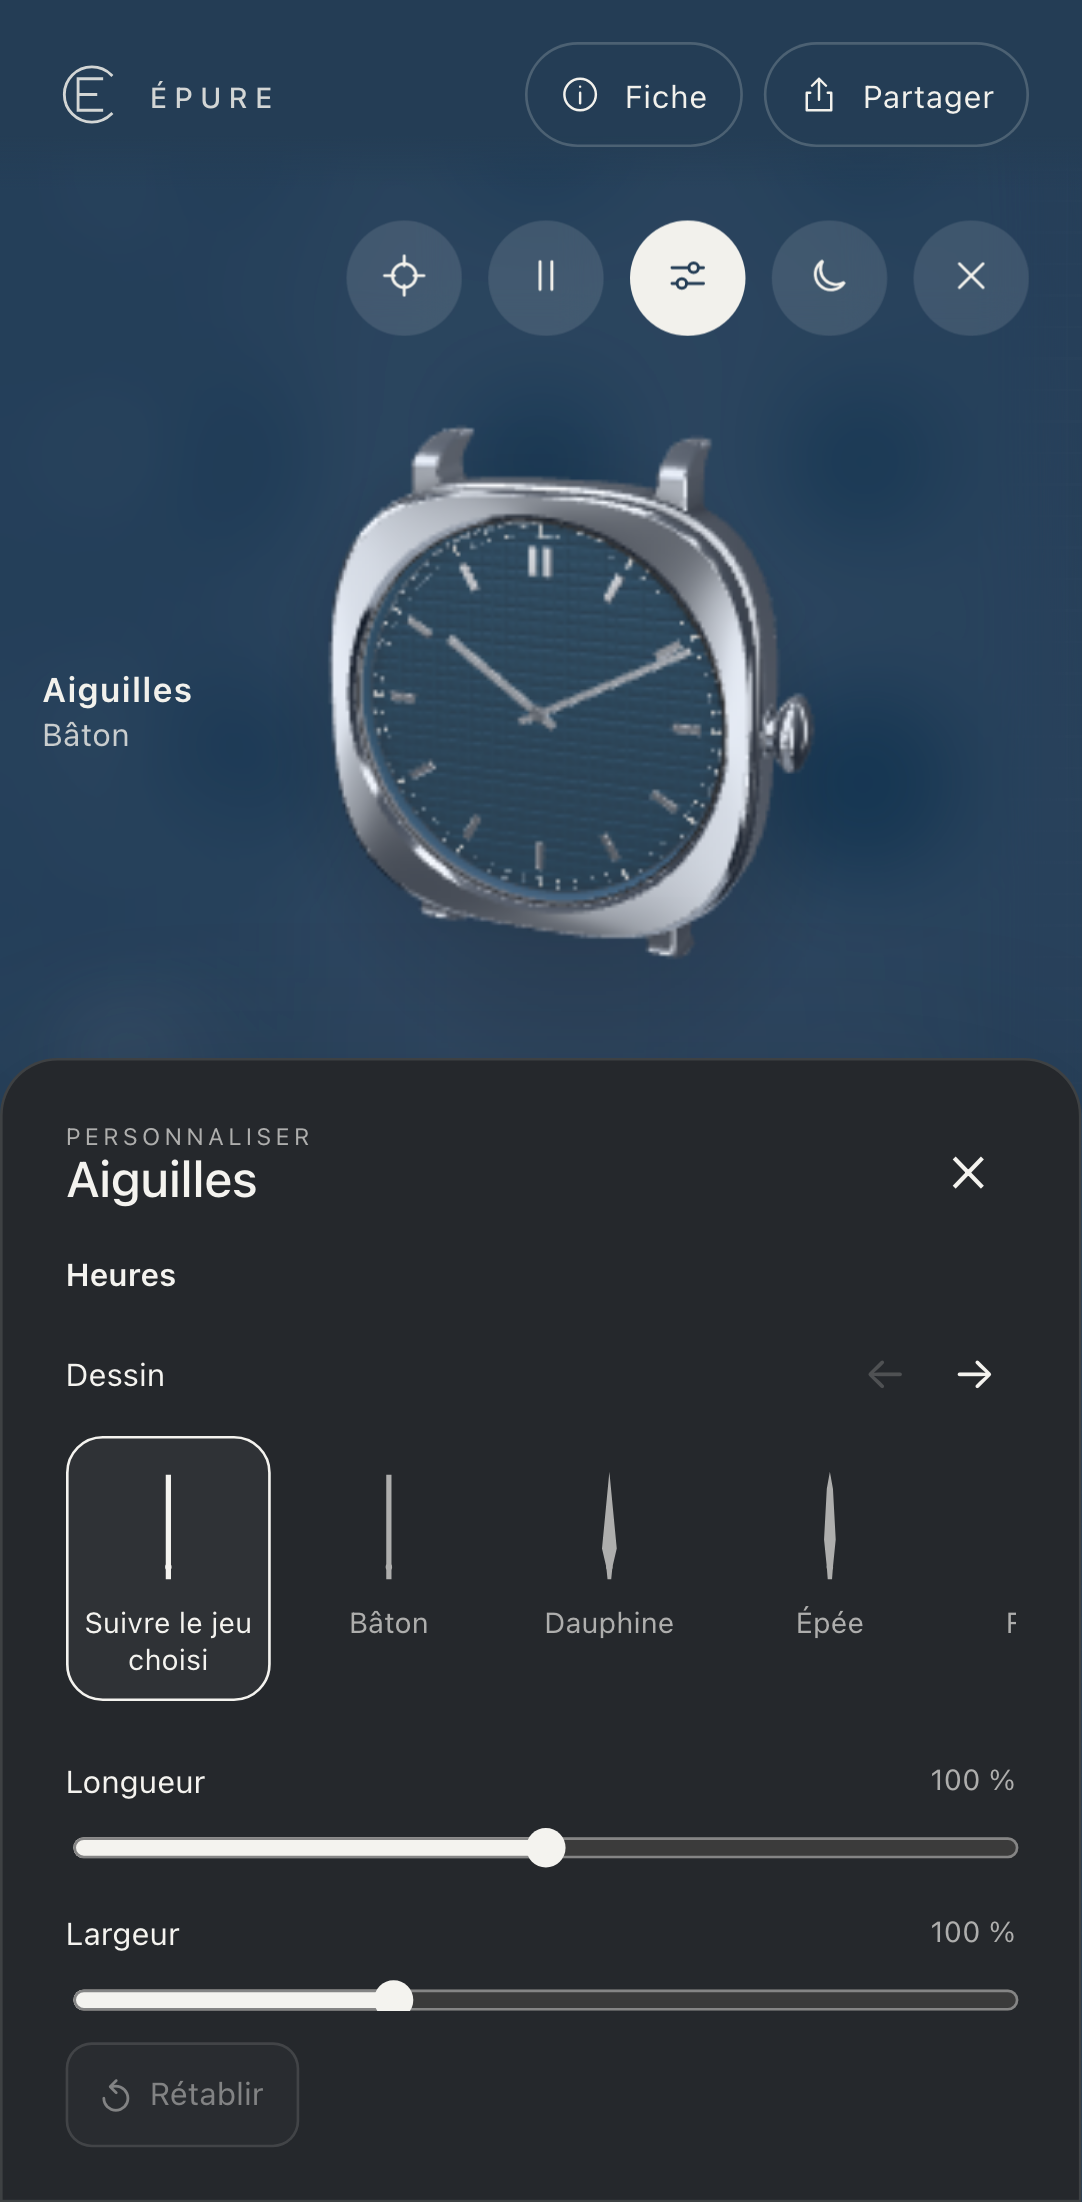 ÉPURE
Fiche
Partager
Aiguilles
Bâton
PERSONNALISER
Aiguilles
Heures
Dessin
Suivre le jeu
choisi
Bâton
Dauphine
Épée
Longueur
100 %
Largeur
100 %
Rétablir